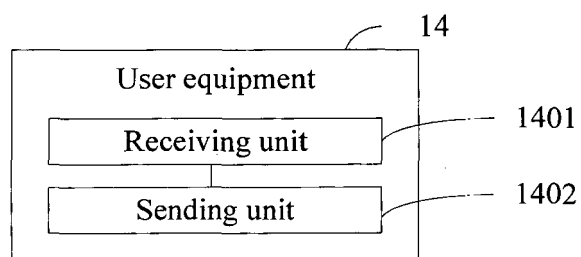 14
User equipment
Receiving unit
1401
Sending unit
1402